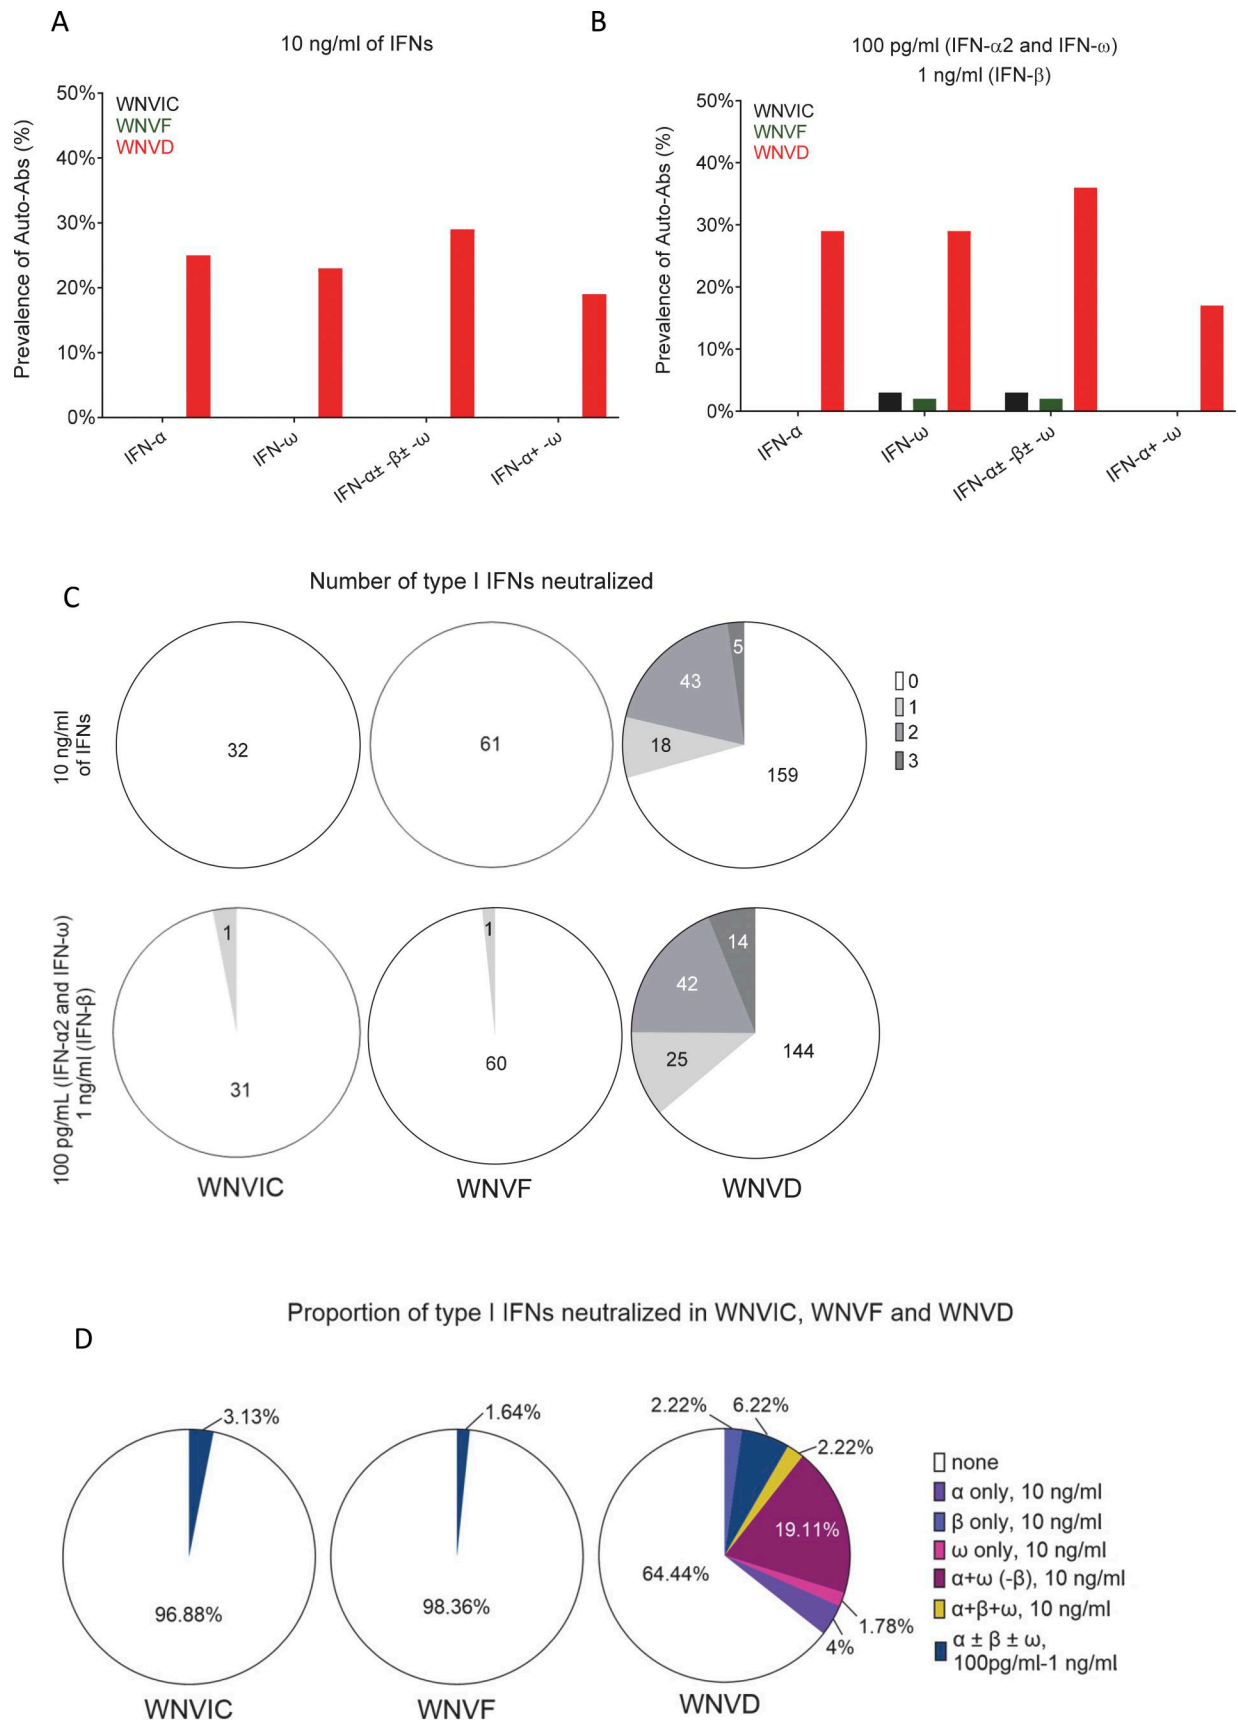 A
10 ng/ml of IFNs
Prevalence of Auto-Abs (%)
50%
40%
30%
20%
10%
0%
WNVIC
WNVF
WNVD
IFN-α
IFN-ω
IFN-α± -β± -ω
IFN-α+ -ω
B
100 pg/ml (IFN-α2 and IFN-ω)
1 ng/ml (IFN-β)
Prevalence of Auto-Abs (%)
50%
40%
30%
20%
10%
0%
WNVIC
WNVF
WNVD
IFN-α
IFN-ω
IFN-α± -β± -ω
IFN-α+ -ω
C
Number of type I IFNs neutralized
10 ng/ml
of IFNs
32
61
5
43
18
159
0
1
2
3
100 pg/mL (IFN-α2 and IFN-ω)
1 ng/ml (IFN-β)
1
31
1
60
14
42
25
144
WNVIC
WNVF
WNVD
Proportion of type I IFNs neutralized in WNVIC, WNVF and WNVD
D
3.13%
96.88%
1.64%
98.36%
2.22%
6.22%
2.22%
19.11%
64.44%
1.78%
4%
none
α only, 10 ng/ml
β only, 10 ng/ml
ω only, 10 ng/ml
α+ω (-β), 10 ng/ml
α+β+ω, 10 ng/ml
α ± β ± ω,
100pg/ml-1 ng/ml
WNVIC
WNVF
WNVD